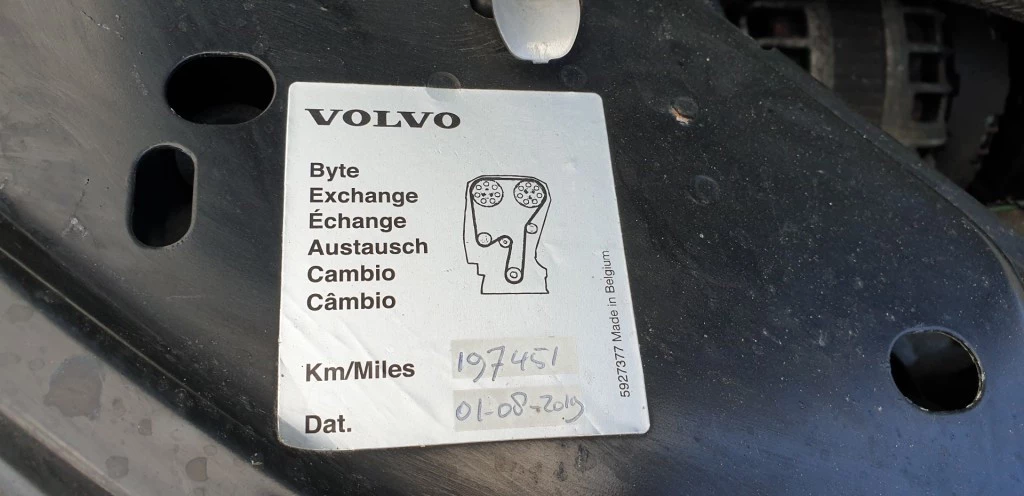 VOLVO
Byte
Exchange
Échange
Austausch
Cambio
Câmbio
Km/Miles 197451
Dat. 01-08-2019
5927377 Made in Belgium